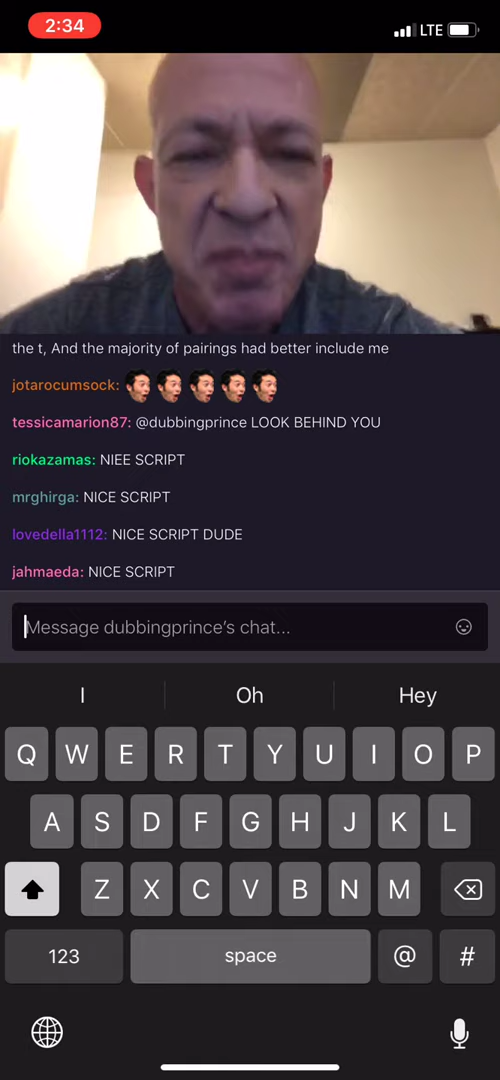 2:34
LTE
the t, And the majority of pairings had better include me
jotarocumsock:
tessicamarion87: @dubbingprince LOOK BEHIND YOU
riokazamas: NIEE SCRIPT
mrghirga: NICE SCRIPT
lovedella1112: NICE SCRIPT DUDE
jahmaeda: NICE SCRIPT
Message dubbingprince's chat...
I Oh Hey
Q W E R T Y U I O P
A S D F G H J K L
Z X C V B N M
123 space @ #